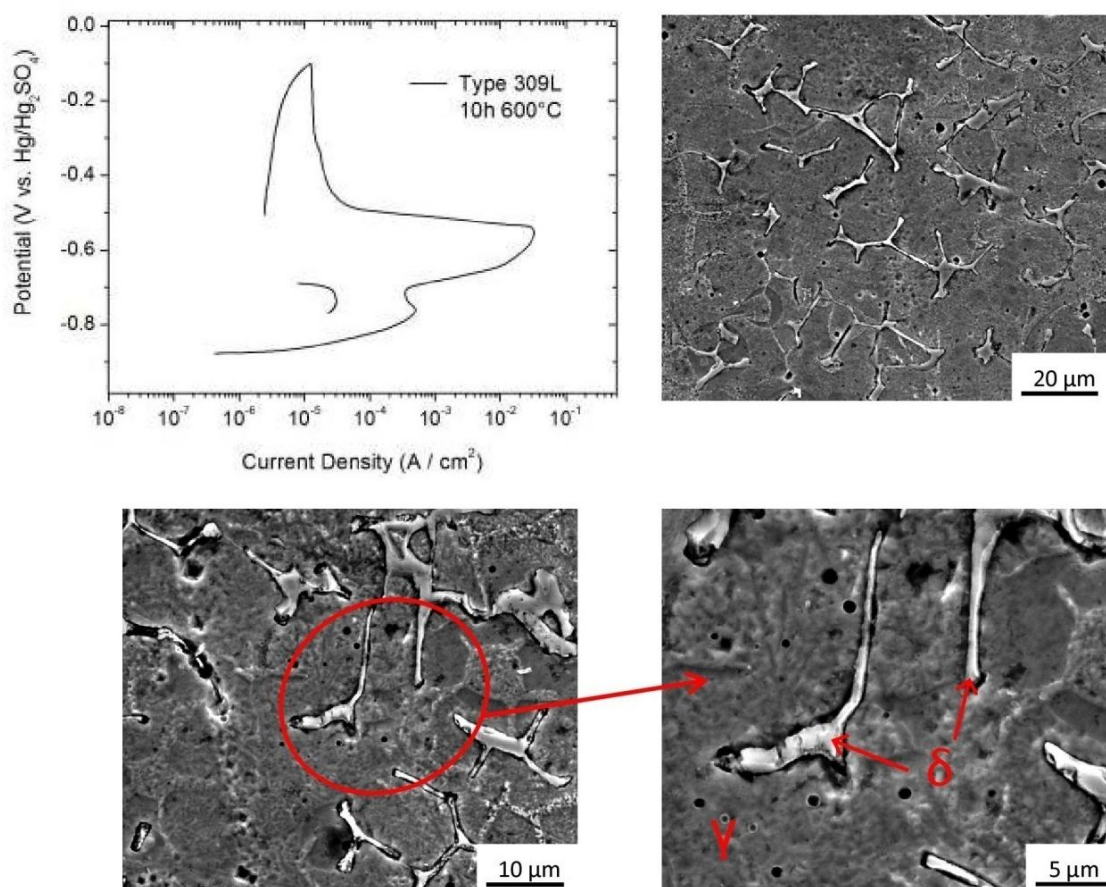 0.0
-0.2
-0.4
-0.6
-0.8
Potential (V vs. Hg/Hg₂SO₄)
Type 309L
10h 600°C
10⁻⁸ 10⁻⁷ 10⁻⁶ 10⁻⁵ 10⁻⁴ 10⁻³ 10⁻² 10⁻¹
Current Density (A / cm²)
20 µm
10 µm
δ
γ
5 µm